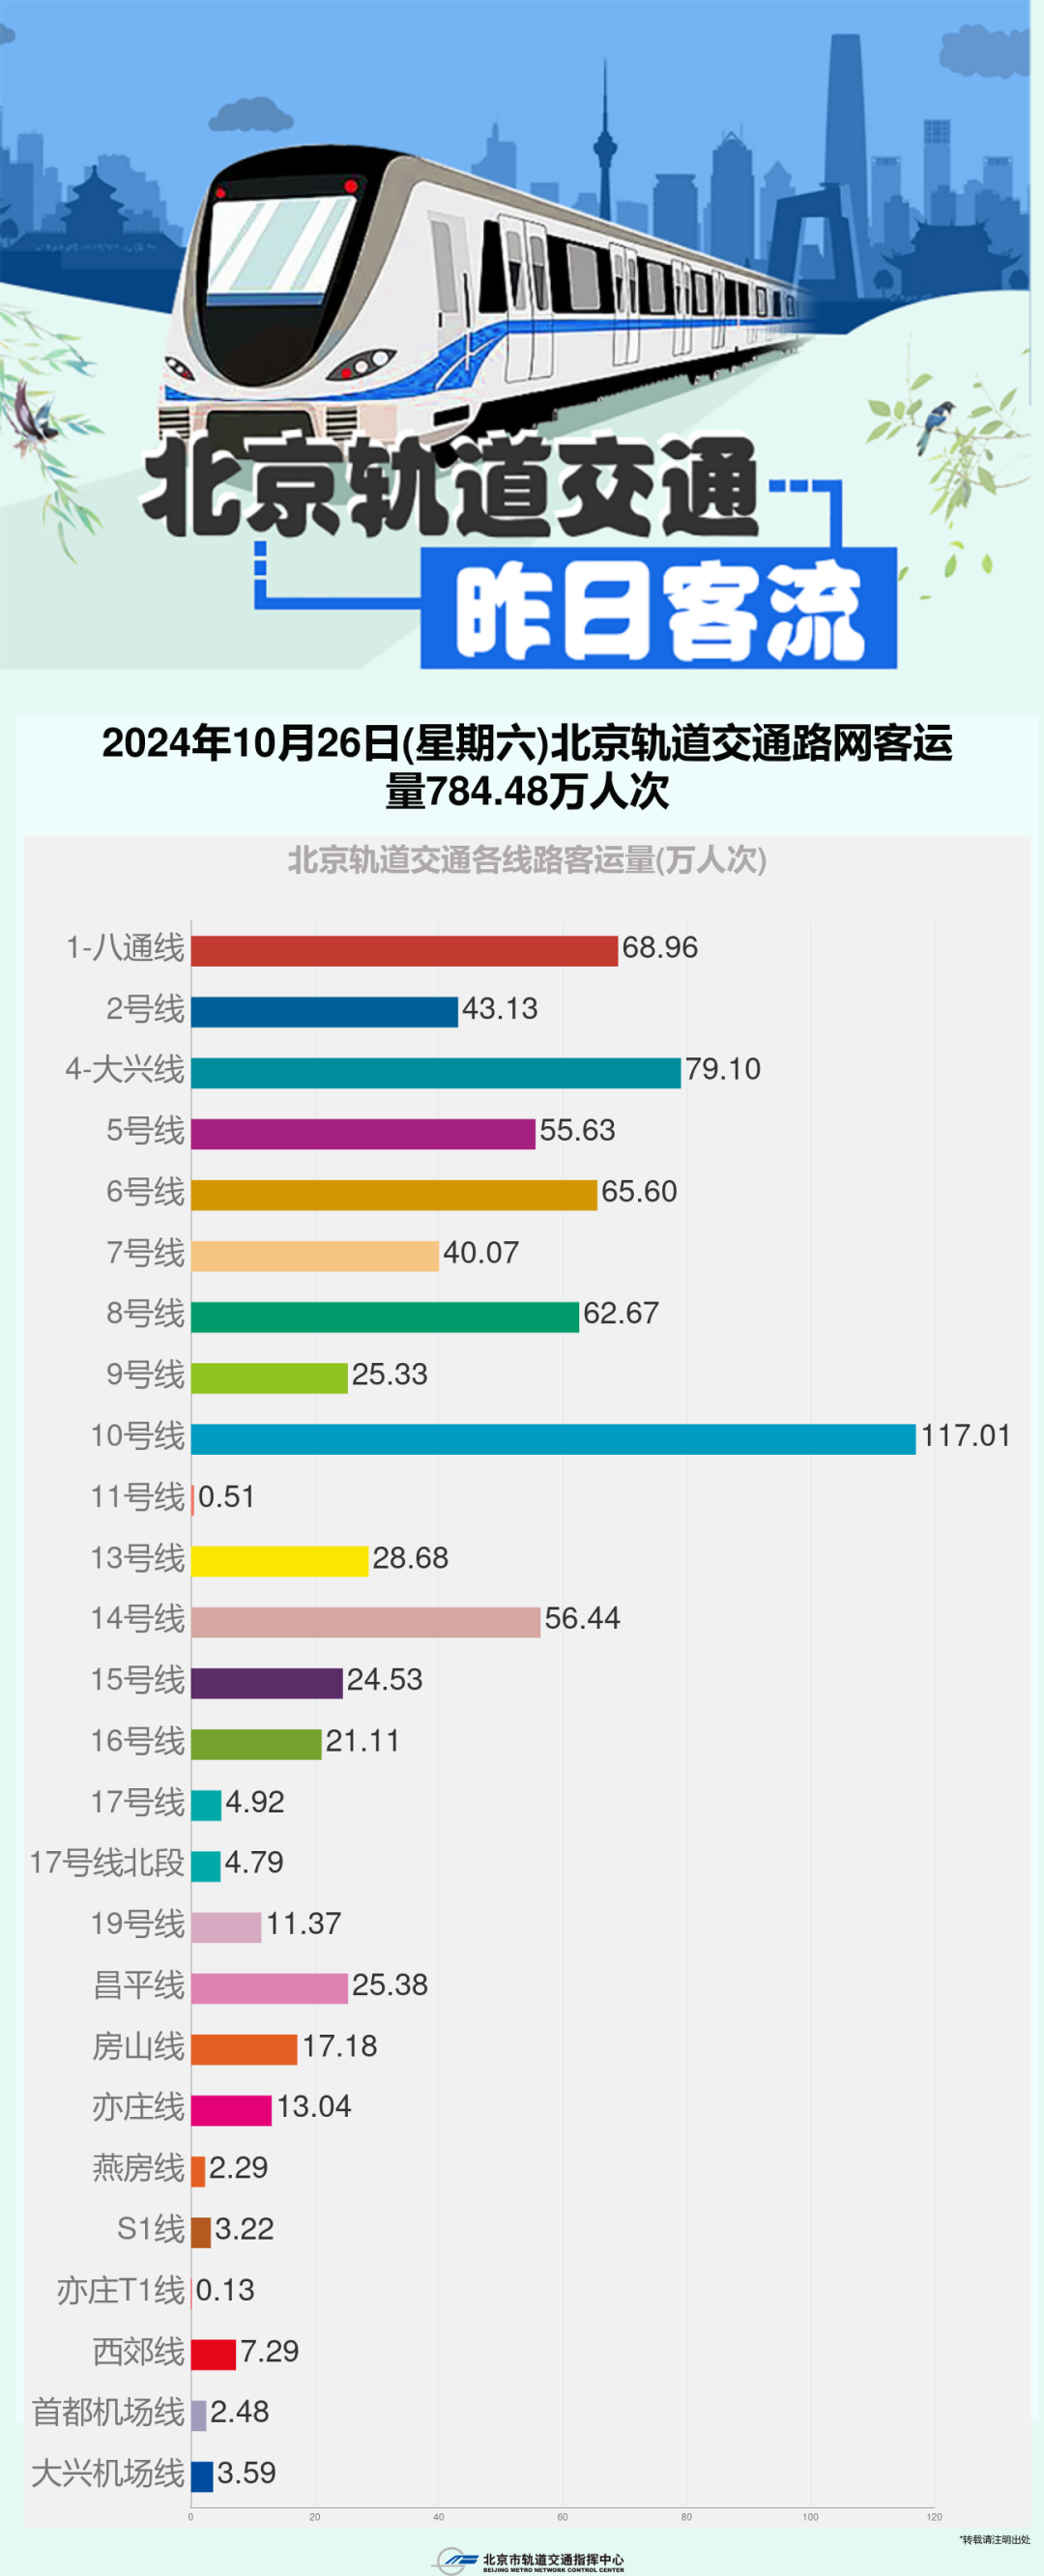 北京轨道交通
昨日客流
2024年10月26日(星期六)北京轨道交通路网客运
量784.48万人次
北京轨道交通各线路客运量(万人次)
1-八通线 68.96
2号线 43.13
4-大兴线 79.10
5号线 55.63
6号线 65.60
7号线 40.07
8号线 62.67
9号线 25.33
10号线 117.01
11号线 0.51
13号线 28.68
14号线 56.44
15号线 24.53
16号线 21.11
17号线 4.92
17号线北段 4.79
19号线 11.37
昌平线 25.38
房山线 17.18
亦庄线 13.04
燕房线 2.29
S1线 3.22
亦庄T1线 0.13
西郊线 7.29
首都机场线 2.48
大兴机场线 3.59
0 20 40 60 80 100 120
*转载请注明出处
北京市轨道交通指挥中心
BEIJING METRO NETWORK CONTROL CENTER